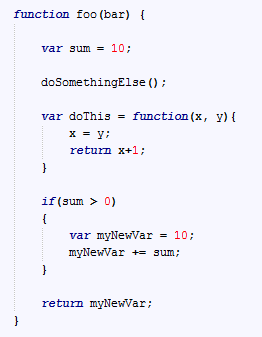 function foo(bar) {
var sum = 10;
doSomethingElse();
var doThis = function(x, y){
x = y;
return x+1;
}
if(sum > 0)
{
var myNewVar = 10;
myNewVar += sum;
}
return myNewVar;
}